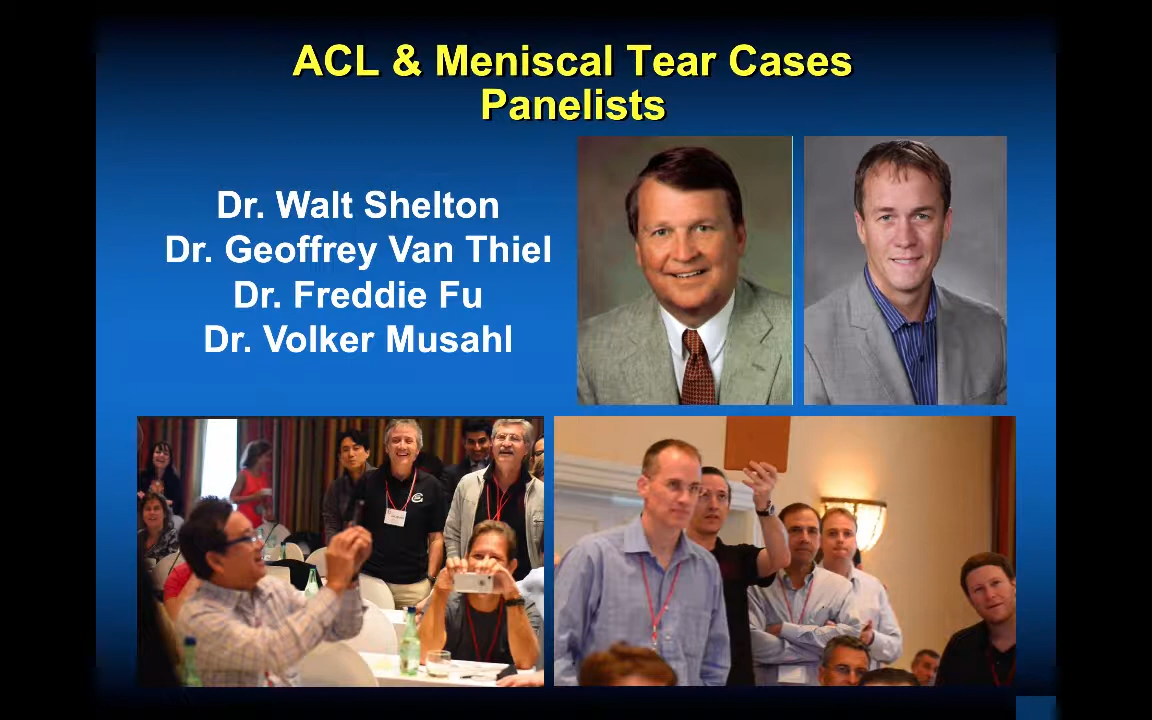 ACL & Meniscal Tear Cases
Panelists
Dr. Walt Shelton
Dr. Geoffrey Van Thiel
Dr. Freddie Fu
Dr. Volker Musahl